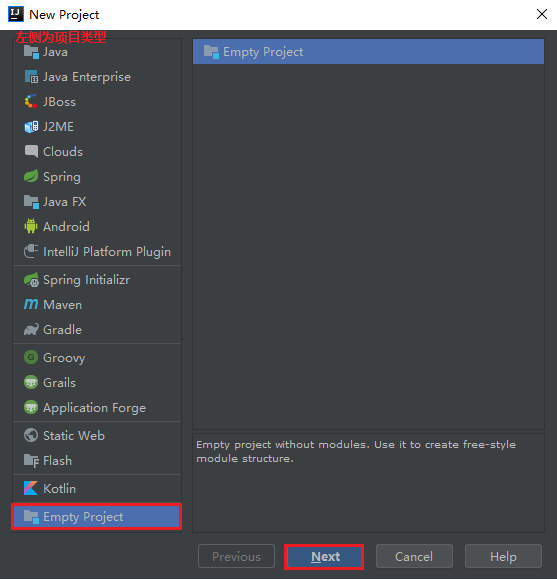 New Project
左侧为项目类型
Java
Java Enterprise
JBoss
J2ME
Clouds
Spring
Java FX
Android
IntelliJ Platform Plugin
Spring Initializr
Maven
Gradle
Groovy
Grails
Application Forge
Static Web
Flash
Kotlin
Empty Project
Empty Project
Empty project without modules. Use it to create free-style
module structure.
Previous
Next
Cancel
Help